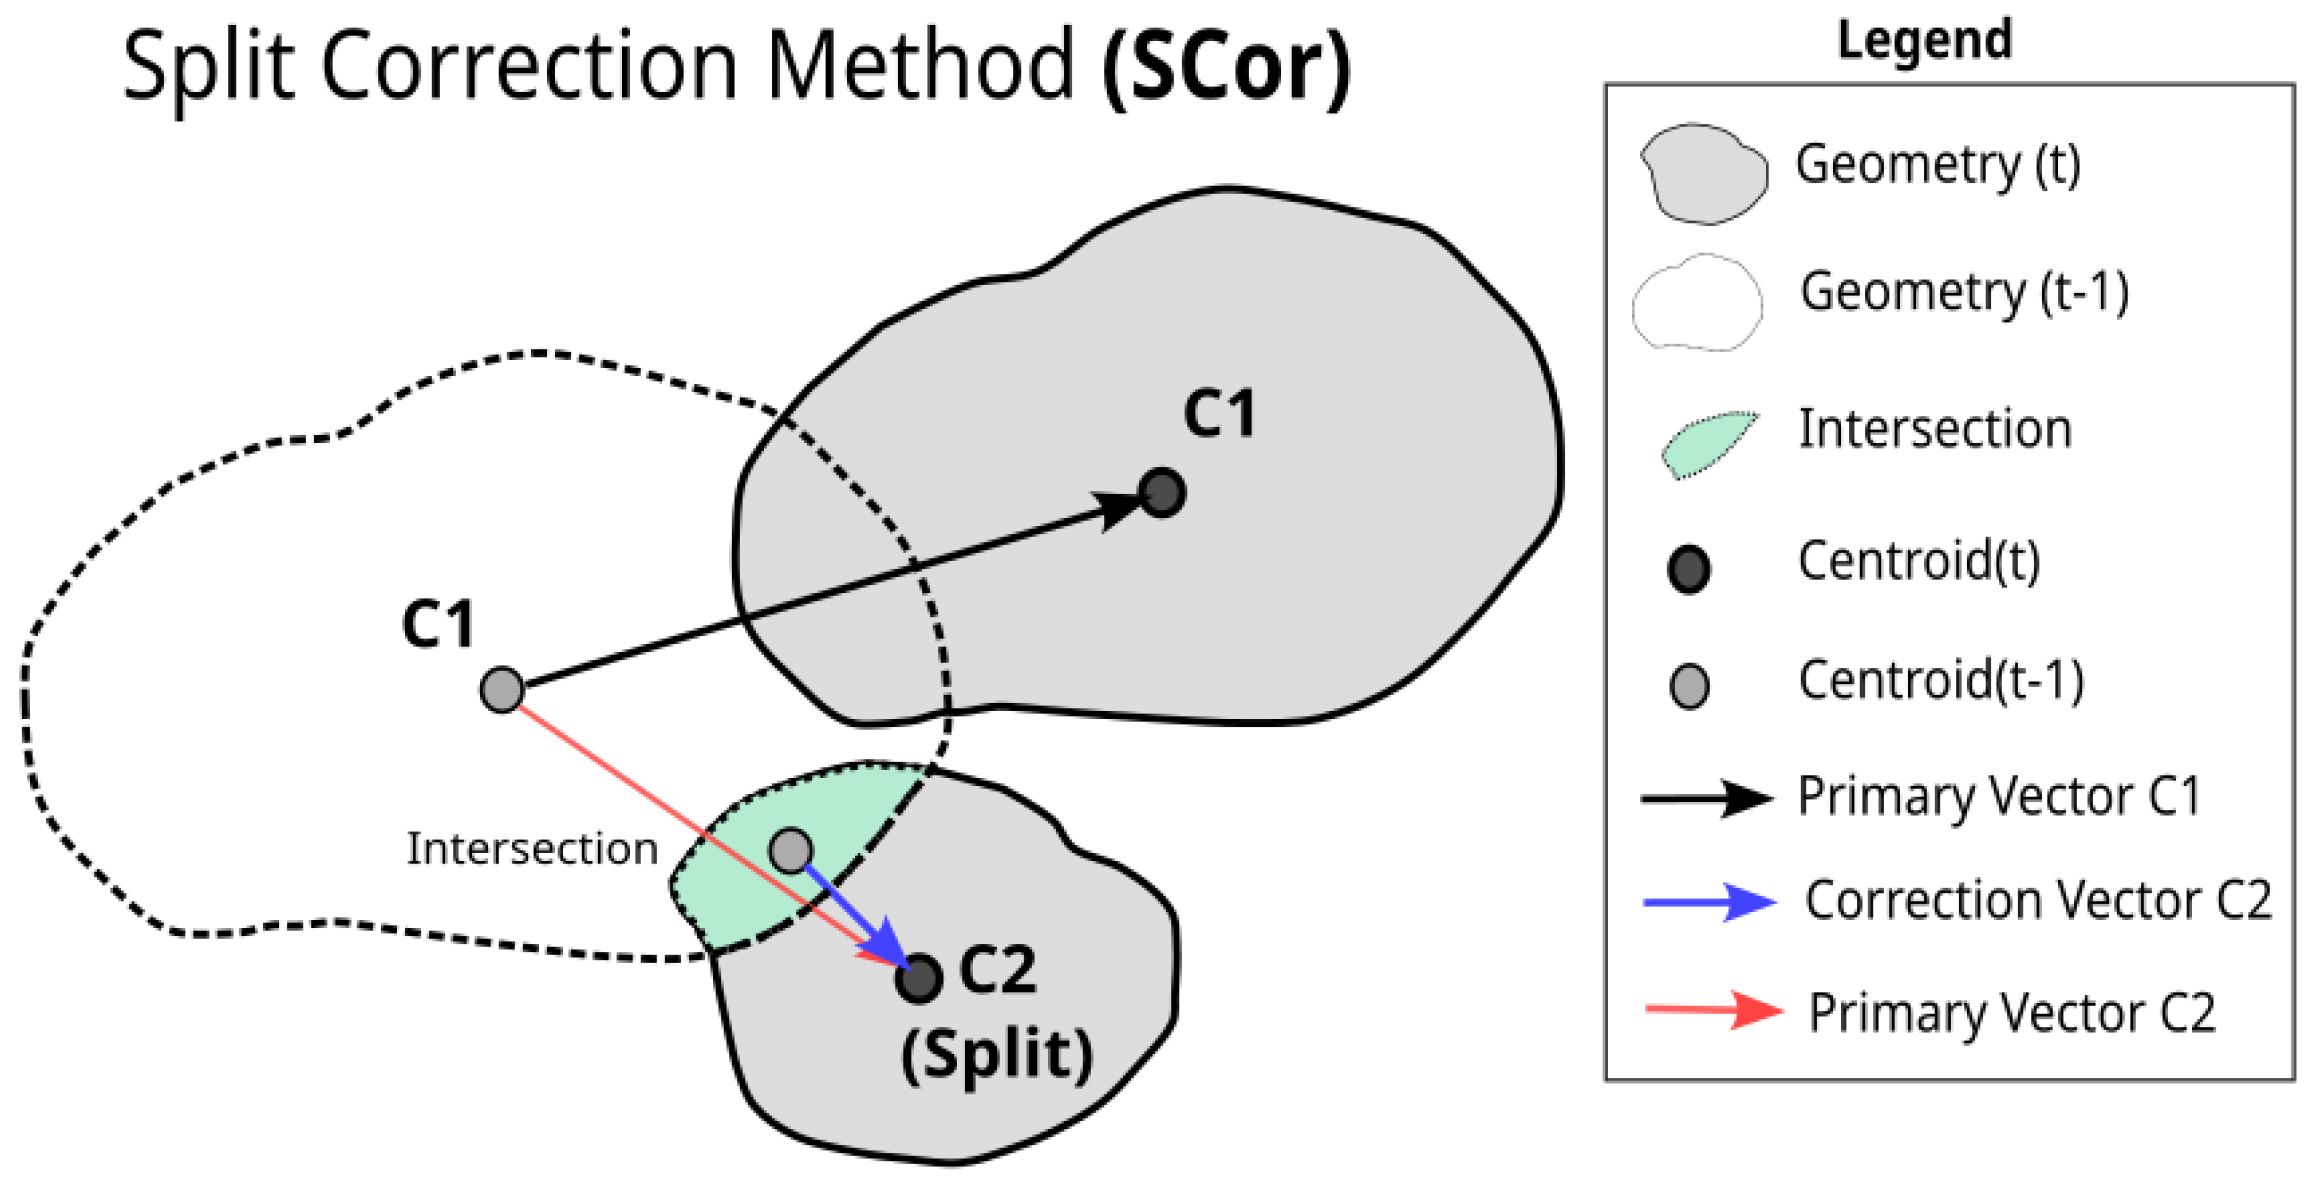 Split Correction Method (SCor)
C1
C1
Intersection
C2
(Split)
Legend
Geometry (t)
Geometry (t-1)
Intersection
Centroid(t)
Centroid(t-1)
Primary Vector C1
Correction Vector C2
Primary Vector C2